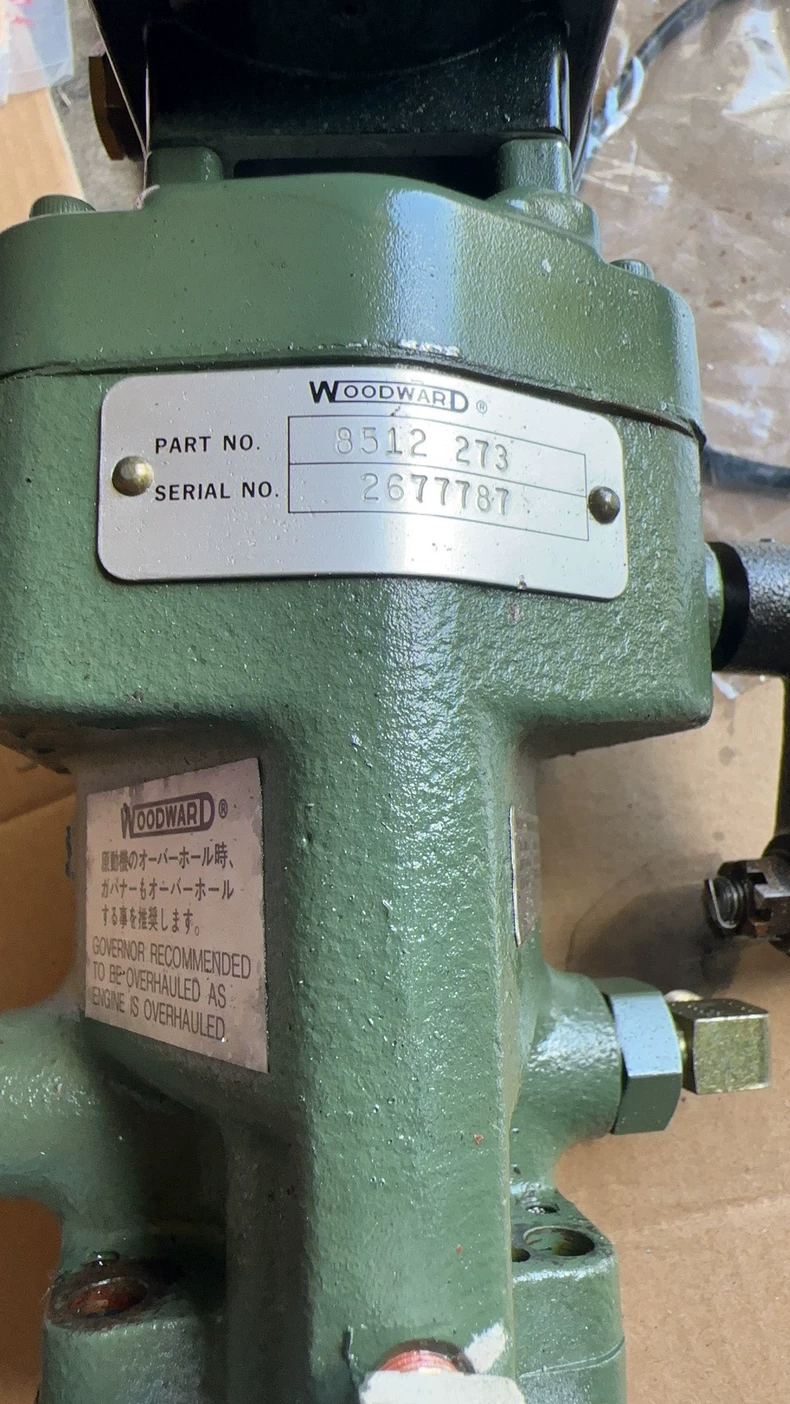 WOODWARD®
PART NO. 8512 273
SERIAL NO. 2677787
WOODWARD®
原動機のオーバーホール時、
ガバナーもオーバーホール
する事を推奨します。
GOVERNOR RECOMMENDED
TO BE OVERHAULED AS
ENGINE IS OVERHAULED